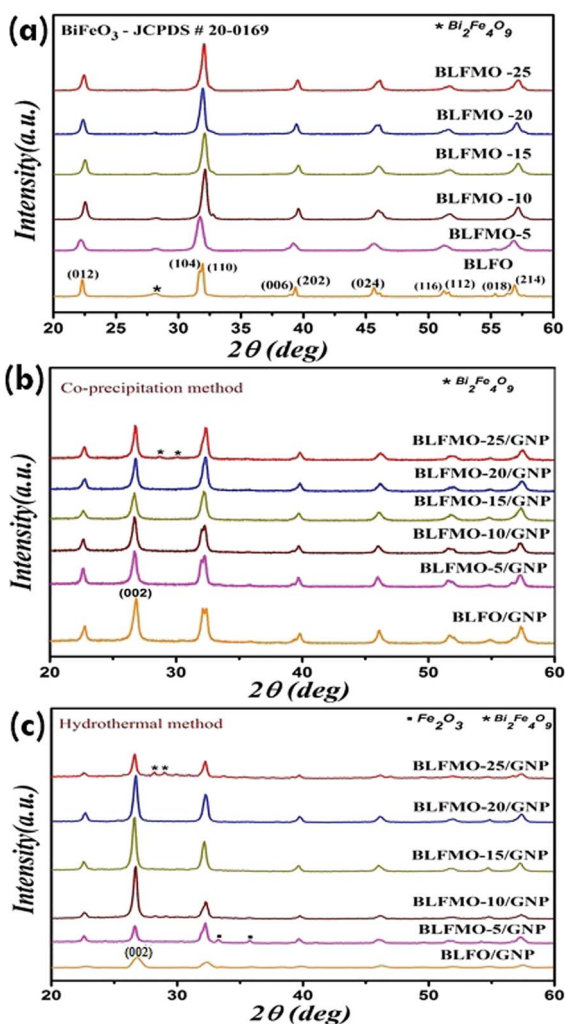 (a)
BiFeO3 - JCPDS # 20-0169
* Bi2Fe4O9
BLFMO -25
BLFMO -20
BLFMO -15
BLFMO -10
BLFMO-5
BLFO
(012)
*
(104)
(110)
(006)
(202)
(024)
(116)
(112)
(018)
(214)
Intensity(a.u.)
20 25 30 35 40 45 50 55 60
2θ (deg)
(b)
Co-precipitation method
* Bi2Fe4O9
BLFMO-25/GNP
* *
BLFMO-20/GNP
BLFMO-15/GNP
BLFMO-10/GNP
BLFMO-5/GNP
(002)
BLFO/GNP
Intensity(a.u.)
20 30 40 50 60
2θ (deg)
(c)
Hydrothermal method
▪ Fe2O3 * Bi2Fe4O9
BLFMO-25/GNP
* *
BLFMO-20/GNP
BLFMO-15/GNP
BLFMO-10/GNP
BLFMO-5/GNP
▪ ▪
(002)
BLFO/GNP
Intensity(a.u.)
20 30 40 50 60
2θ (deg)